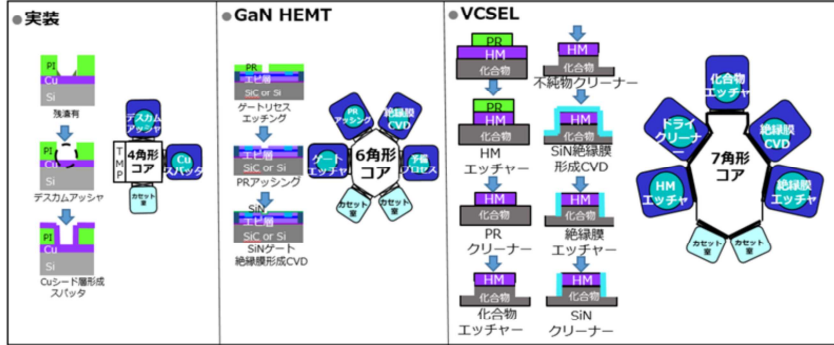 ●実装
PI
Cu
Si
残渣有
PI
Si
デスカムアッシャ
PI
Si
Cuシード層形成
スパッタ
デスカム
アッシャ
TMP
4角形
コア
Cu
スパッタ
カセット
室
●GaN HEMT
PR
エピ層
SiC or Si
ゲートリセス
エッチング
エピ層
SiC or Si
PRアッシング
SiN
エピ層
SiC or Si
SiNゲート
絶縁膜形成CVD
PR
アッシング
絶縁膜
CVD
ゲート
エッチャ
6角形
コア
予備
プロセス
カセット
室
カセット
室
●VCSEL
PR
HM
化合物
PR
HM
化合物
HM
エッチャー
HM
化合物
PR
クリーナー
HM
化合物
化合物
エッチャー
HM
化合物
不純物クリーナー
HM
化合物
SiN絶縁膜
形成CVD
HM
化合物
絶縁膜
エッチャー
HM
化合物
SiN
クリーナー
化合物
エッチャ
ドライ
クリーナ
ー
絶縁膜
CVD
HM
エッチャ
7角形
コア
絶縁膜
エッチャ
カセット
室
カセット
室